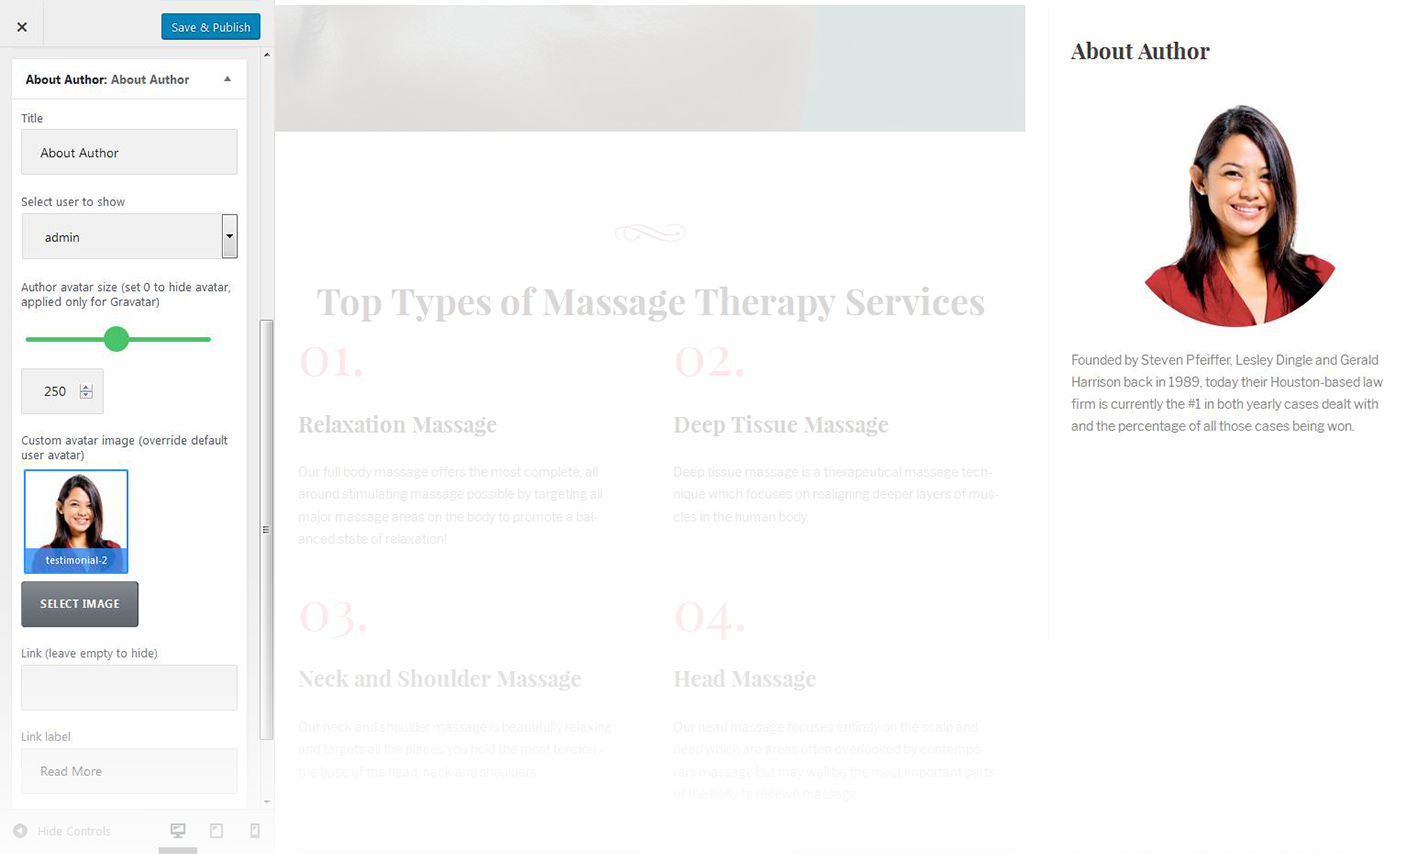 Save & Publish
About Author: About Author
Title
About Author
Select user to show
admin
Author avatar size (set 0 to hide avatar,
applied only for Gravatar)
250
Custom avatar image (override default
user avatar)
testimonial-2
SELECT IMAGE
Link (leave empty to hide)
Link label
Read More
Hide Controls
Top Types of Massage Therapy Services
01.
Relaxation Massage
Our full body massage offers the most complete, all
around stimulating massage possible by targeting all
major massage areas on the body to promote a bal-
anced state of relaxation!
02.
Deep Tissue Massage
Deep tissue massage is a therapeutical massage tech-
nique which focuses on realigning deeper layers of mus-
cles in the human body.
03.
Neck and Shoulder Massage
Our neck and shoulder massage is beautifully relaxing
and targets all the places you hold the most tension –
the base of the head, neck and shoulders.
04.
Head Massage
Our head massage focuses entirely on the scalp and
head which are areas often overlooked by contempo-
rary massage but may well be the most important parts
of the body to receive massage.
About Author
Founded by Steven Pfeiffer, Lesley Dingle and Gerald
Harrison back in 1989, today their Houston-based law
firm is currently the #1 in both yearly cases dealt with
and the percentage of all those cases being won.